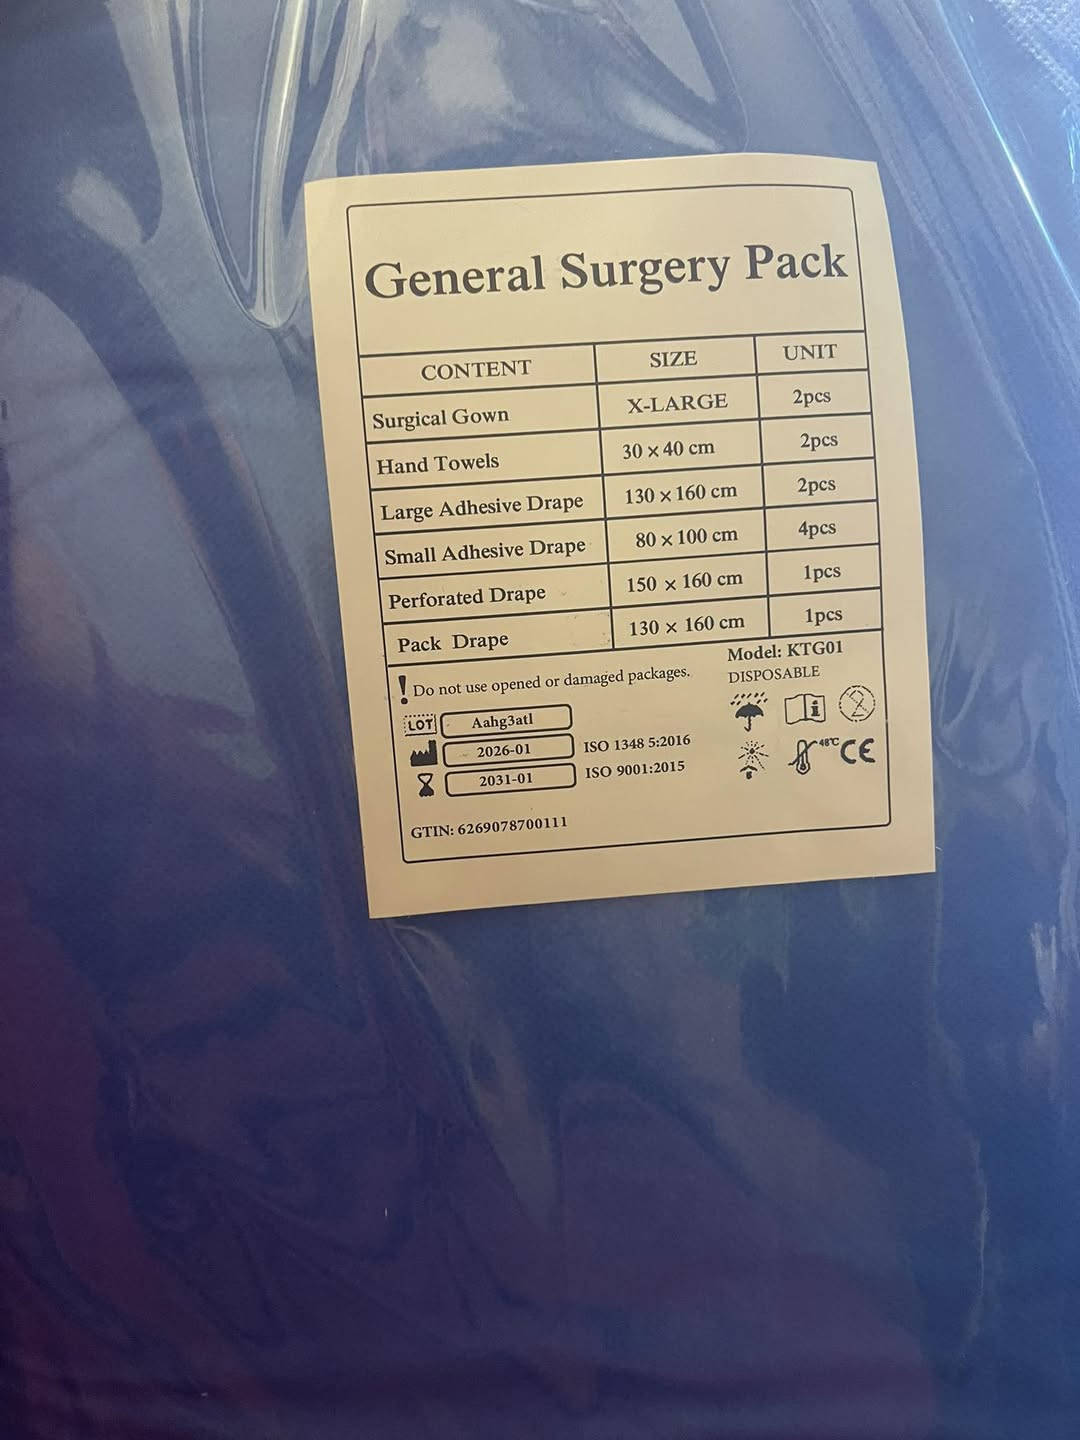 General Surgery Pack
CONTENT SIZE UNIT
Surgical Gown X-LARGE 2pcs
Hand Towels 30 × 40 cm 2pcs
Large Adhesive Drape 130 × 160 cm 2pcs
Small Adhesive Drape 80 × 100 cm 4pcs
Perforated Drape 150 × 160 cm 1pcs
Pack Drape 130 × 160 cm 1pcs
! Do not use opened or damaged packages.
Model: KTG01
DISPOSABLE
LOT Aahg3atl
2026-01 ISO 1348 5:2016
2031-01 ISO 9001:2015
i 2
48°C CE
GTIN: 6269078700111